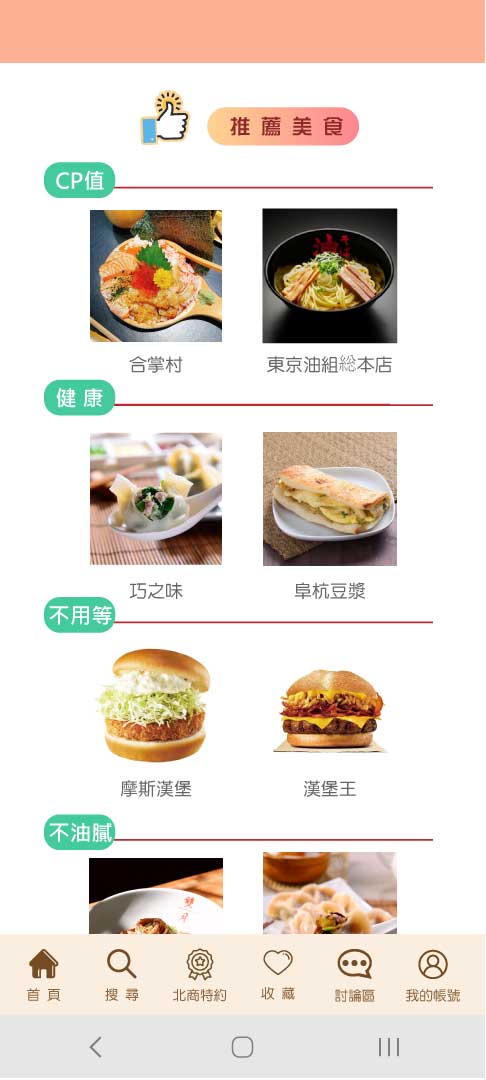 推薦美食
CP值
合掌村
東京油組総本店
健康
巧之味
阜杭豆漿
不用等
摩斯漢堡
漢堡王
不油膩
雙月
首頁
搜尋
北商特約
收藏
討論區
我的帳號